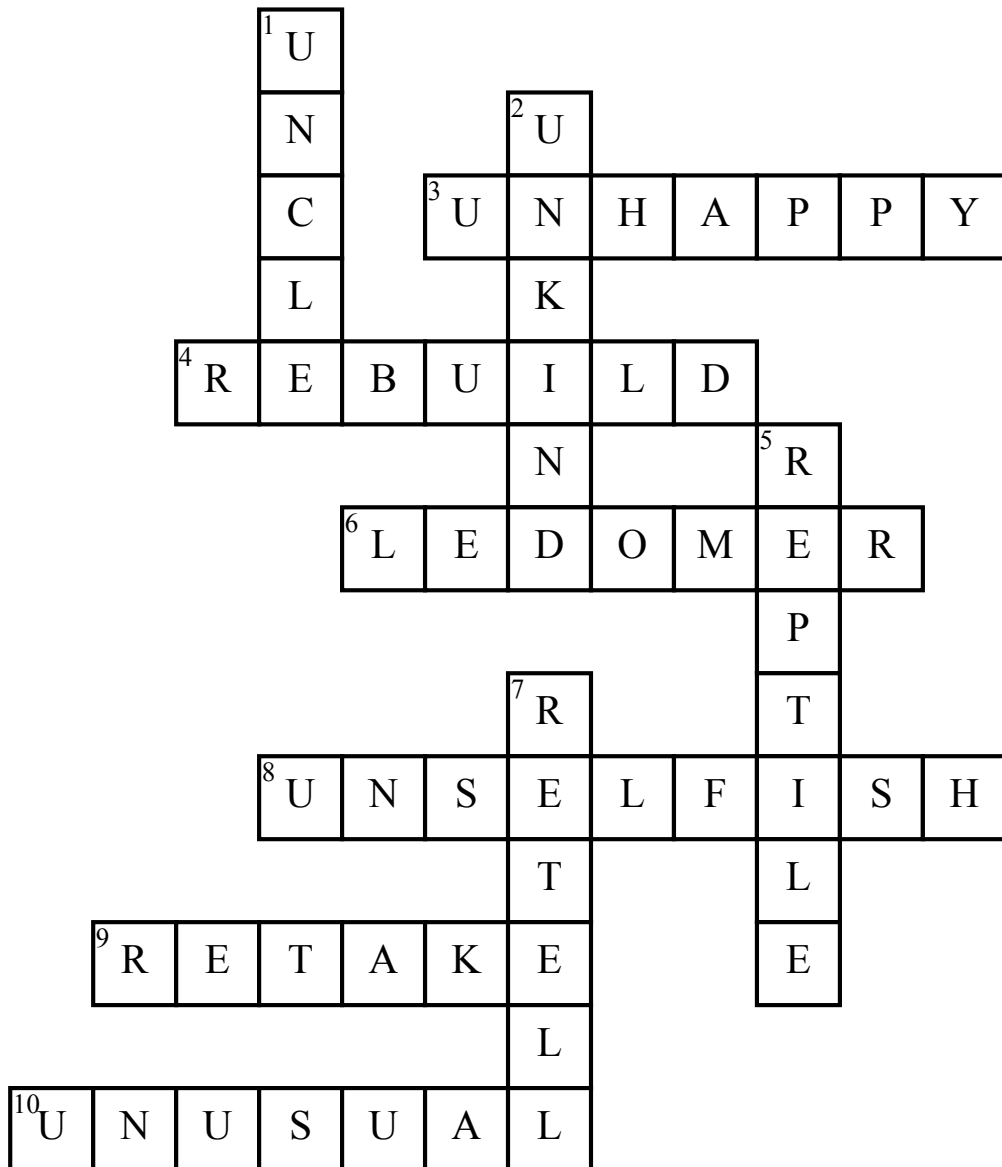 1 U
N 2 U
C 3 U N H A P P Y
L K
4 R E B U I L D
N 5 R
6 L E D O M E R
P
7 R T
8 U N S E L F I S H
T L
9 R E T A K E E
L
10 U N U S U A L